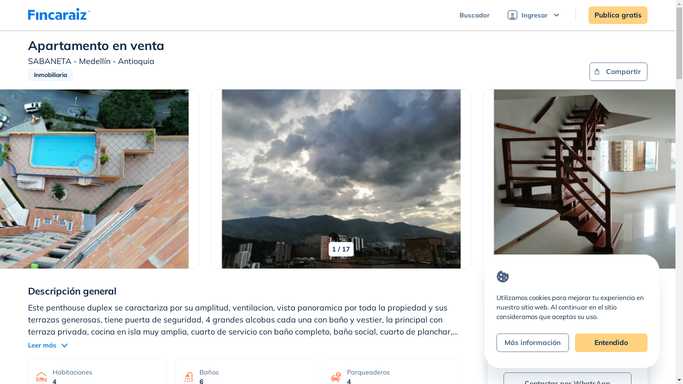 Fincaraiz
Buscador
Ingresar
Publica gratis
Apartamento en venta
SABANETA - Medellín - Antioquia
Inmobiliaria
Compartir
1 / 17
Descripción general
Este penthouse duplex se caractariza por su amplitud, ventilacion, vista panoramica por toda la propiedad y sus
terrazas generosas, tiene puerta de seguridad, 4 grandes alcobas cada una con baño y vestier, la principal con
terraza privada, cocina en isla muy amplia, cuarto de servicio con baño completo, baño social, cuarto de planchar,...
Leer más
Habitaciones
4
Baños
6
Parqueaderos
4
Utilizamos cookies para mejorar tu experiencia en
nuestro sitio web. Al continuar en el sitio
consideramos que aceptas su uso.
Más información
Entendido
Contactar por WhatsApp